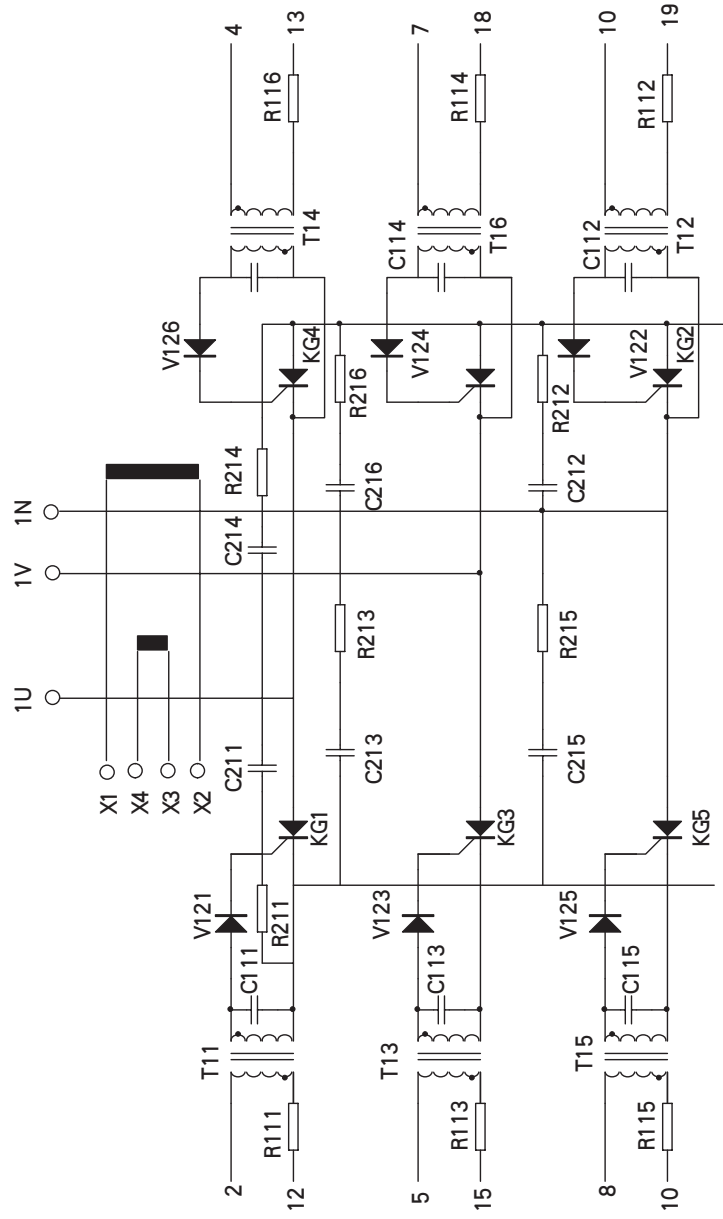 1U
1V
1N
X1
X4
X3
X2
T11
V121
C111
C211
C214
R214
V126
T14
4
2
R211
R116
13
12
R111
KG1
KG4
R216
C216
R213
C213
T13
V123
C113
C114
7
5
V124
T16
R114
18
15
R113
KG3
R212
C212
R215
C215
T15
V125
C115
C112
10
8
V122
T12
R112
19
10
R115
KG5
KG2